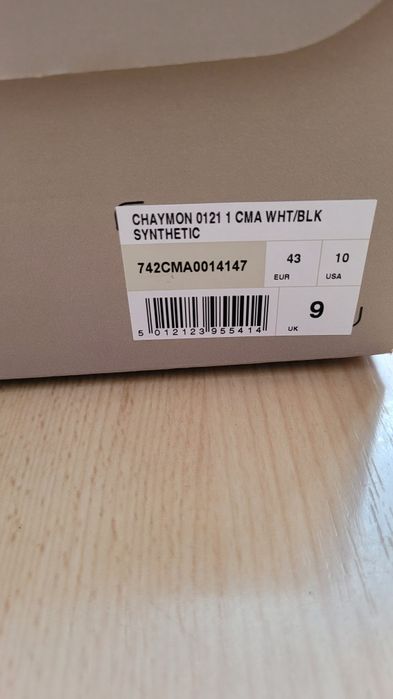 CHAYMON 0121 1 CMA WHT/BLK
SYNTHETIC
742CMA0014147
43
EUR
10
USA
5 012123 955414
9
UK